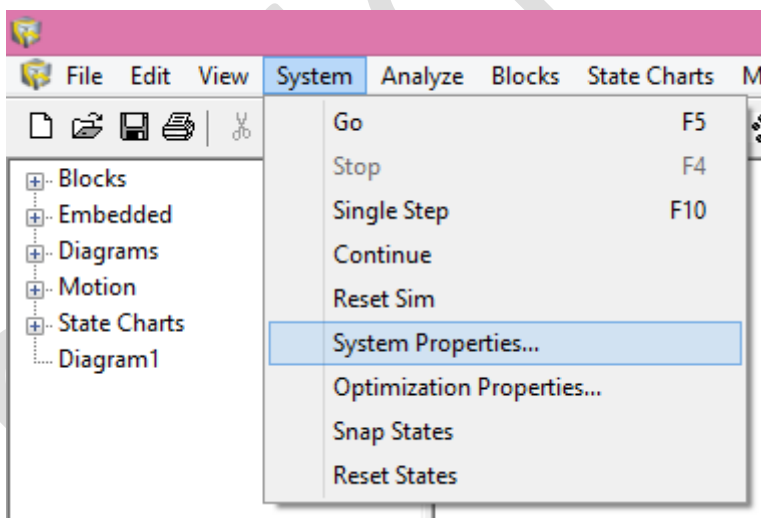 File Edit View System Analyze Blocks State Charts M
Go F5
Stop F4
Single Step F10
Continue
Reset Sim
System Properties...
Optimization Properties...
Snap States
Reset States
Blocks
Embedded
Diagrams
Motion
State Charts
Diagram1